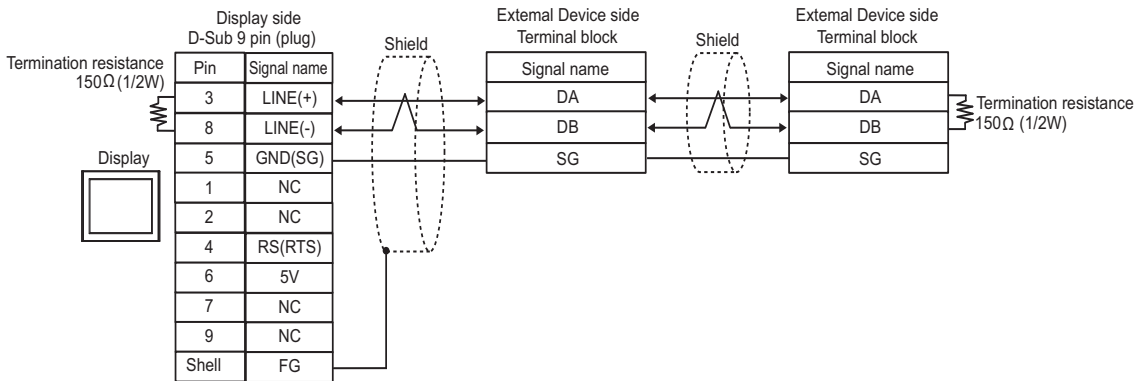 Display side
D-Sub 9 pin (plug)
External Device side
Terminal block
External Device side
Terminal block
Shield
Shield
Termination resistance
150Ω (1/2W)
Pin Signal name
3 LINE(+)
8 LINE(-)
5 GND(SG)
1 NC
2 NC
4 RS(RTS)
6 5V
7 NC
9 NC
Shell FG
Display
Signal name
DA
DB
SG
Signal name
DA
DB
SG
Termination resistance
150Ω (1/2W)